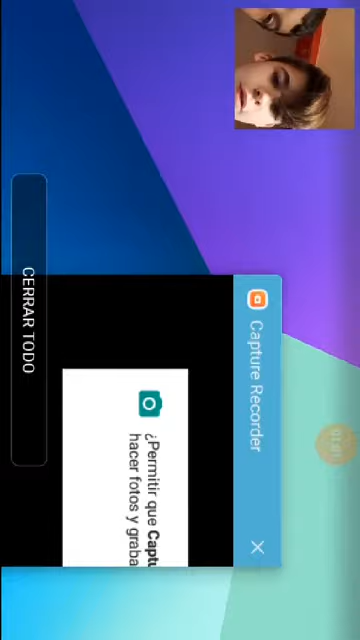 Capture Recorder
¿Permitir que Captu
hacer fotos y graba
CERRAR TODO